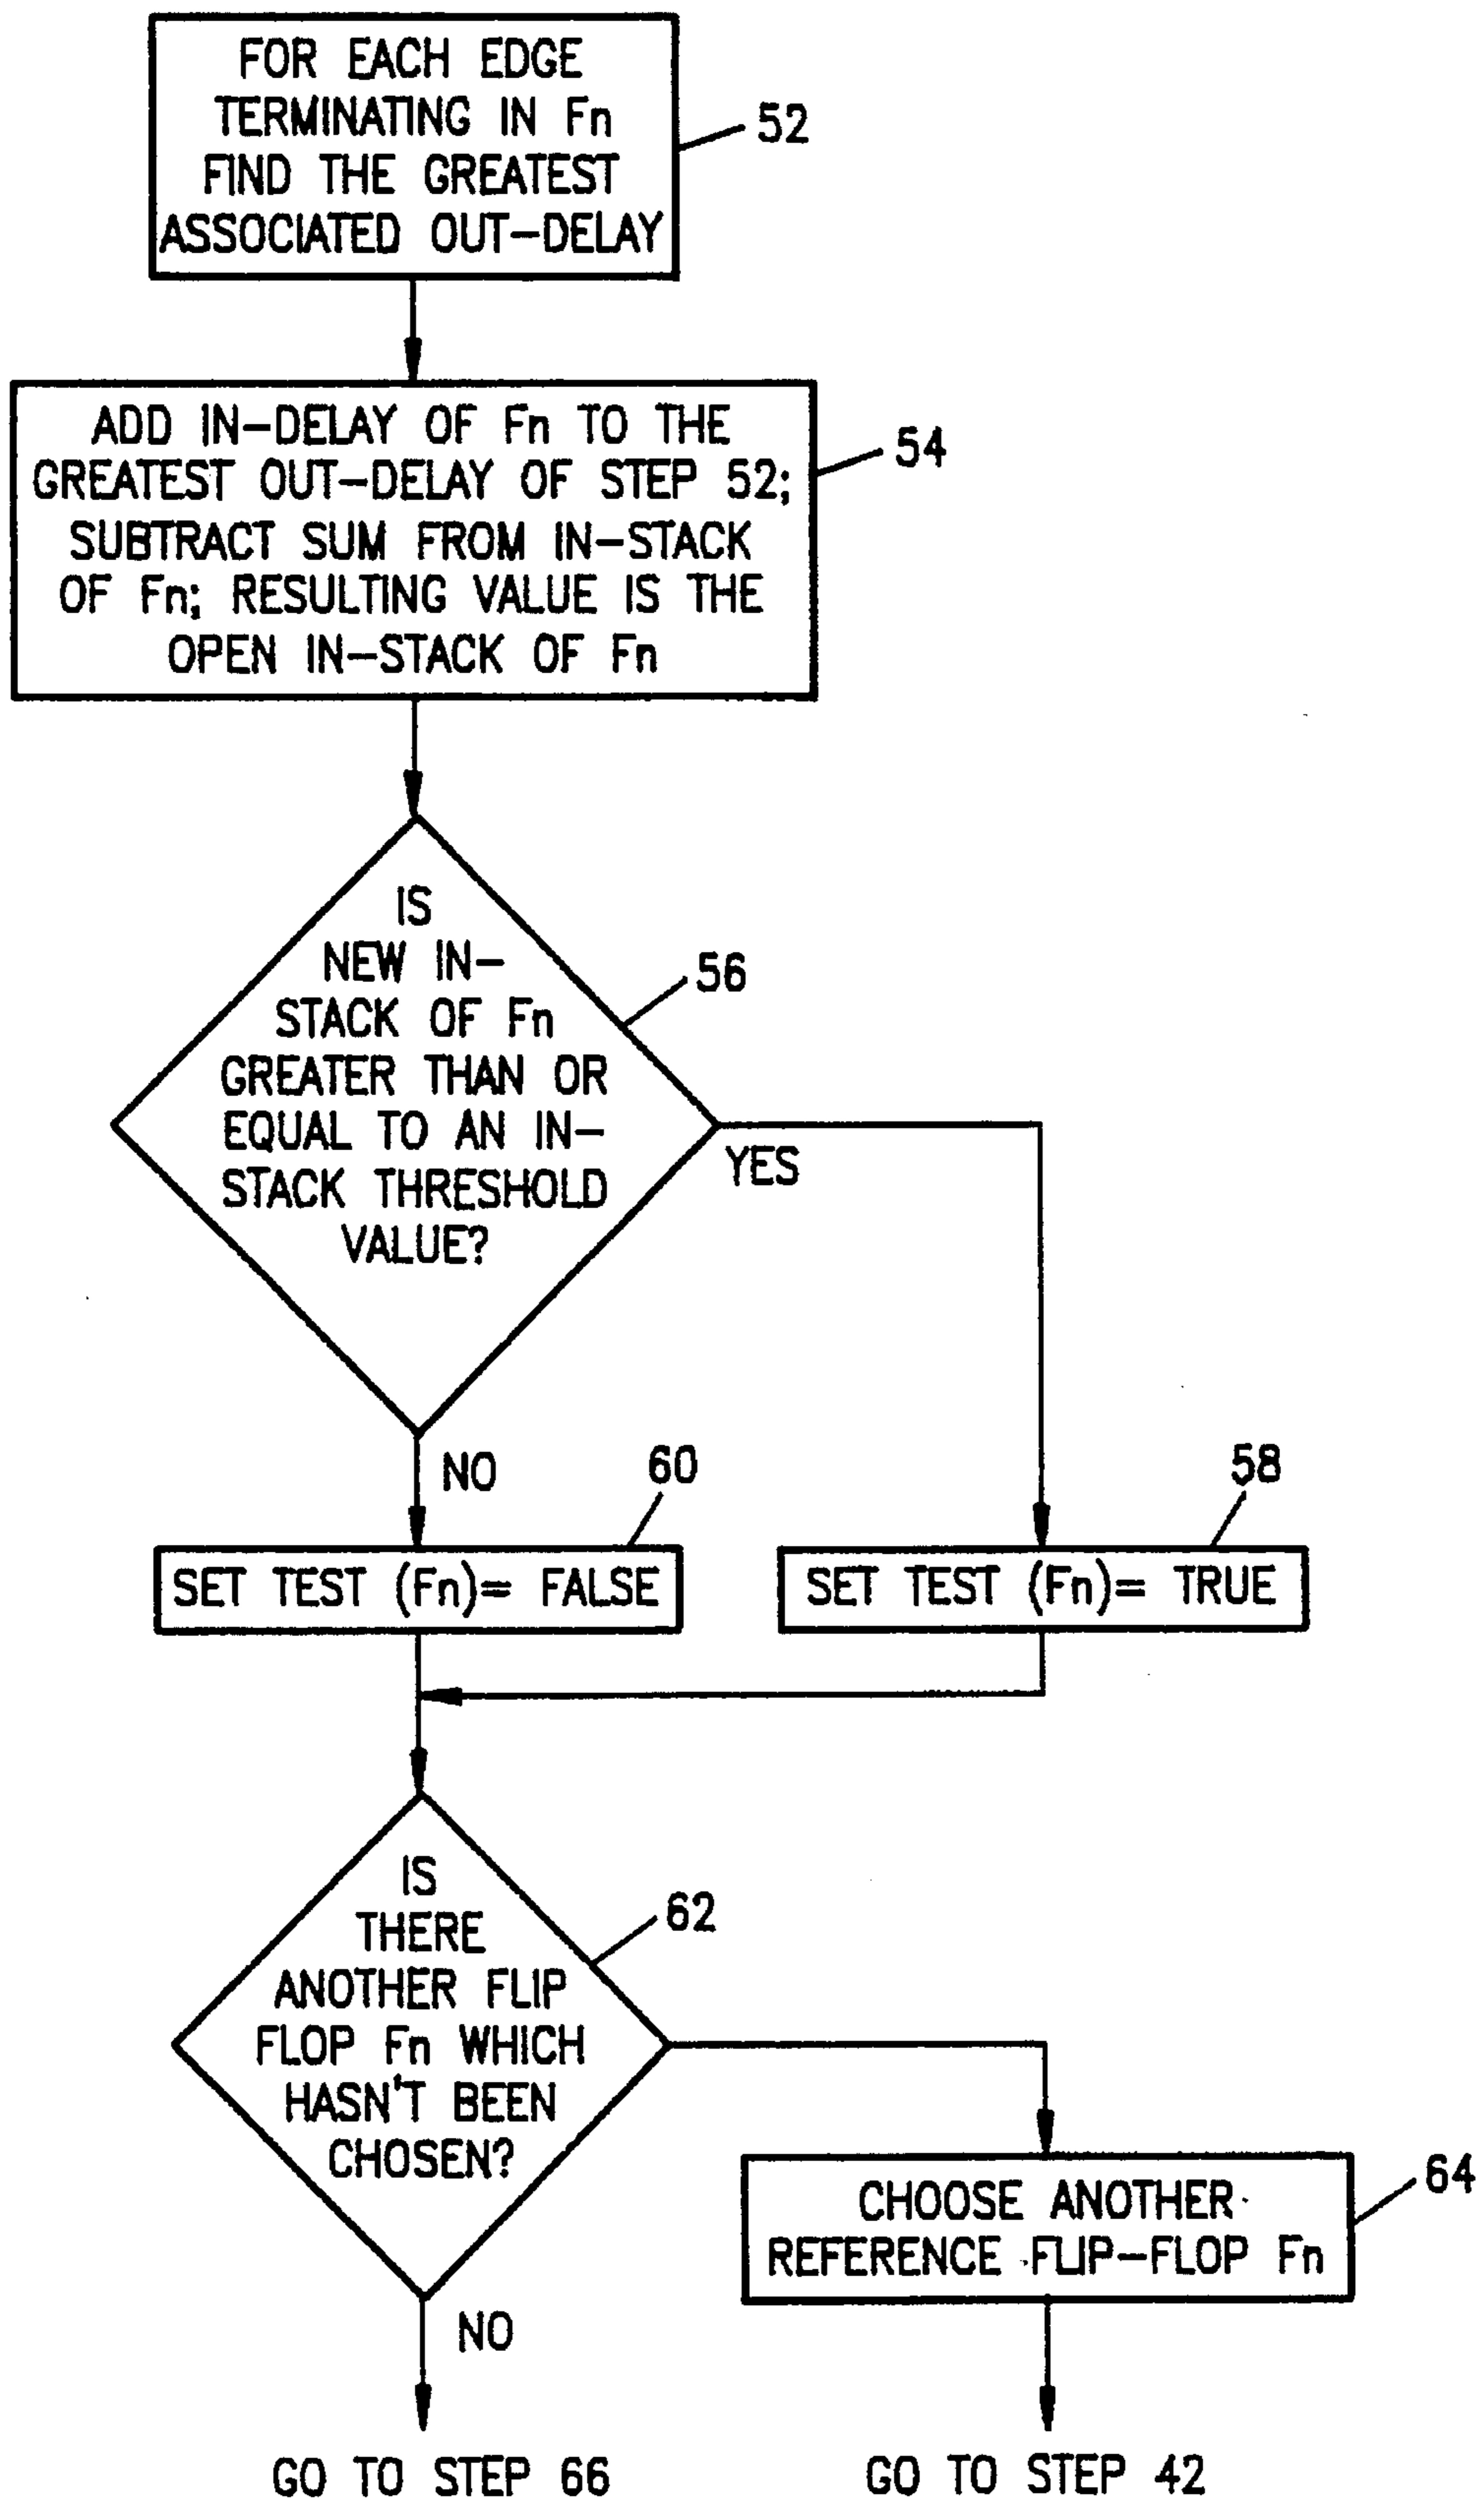 FOR EACH EDGE
TERMINATING IN Fn
FIND THE GREATEST
ASSOCIATED OUT-DELAY
52
ADD IN-DELAY OF Fn TO THE
GREATEST OUT-DELAY OF STEP 52;
SUBTRACT SUM FROM IN-STACK
OF Fn; RESULTING VALUE IS THE
OPEN IN-STACK OF Fn
54
IS
NEW IN-
STACK OF Fn
GREATER THAN OR
EQUAL TO AN IN-
STACK THRESHOLD
VALUE?
56
YES
NO
60
58
SET TEST (Fn)= FALSE
SET TEST (Fn)= TRUE
IS
THERE
ANOTHER FLIP
FLOP Fn WHICH
HASN'T BEEN
CHOSEN?
62
CHOOSE ANOTHER
REFERENCE FLIP-FLOP Fn
64
NO
GO TO STEP 66
GO TO STEP 42